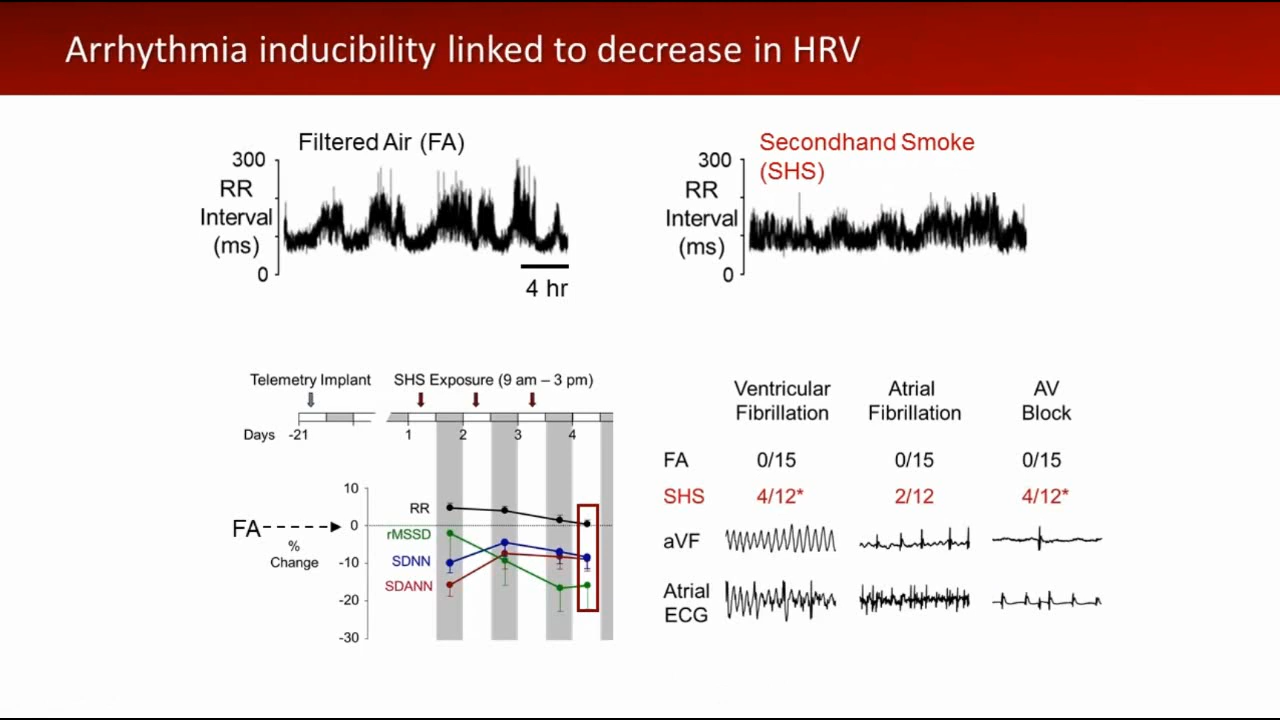 Arrhythmia inducibility linked to decrease in HRV
Filtered Air (FA)
300
RR
Interval
(ms)
0
4 hr
Secondhand Smoke
(SHS)
300
RR
Interval
(ms)
0
Telemetry Implant
SHS Exposure (9 am – 3 pm)
Days
-21
1
2
3
4
10
0
-10
-20
-30
FA
%
Change
RR
rMSSD
SDNN
SDANN
Ventricular
Fibrillation
Atrial
Fibrillation
AV
Block
FA 0/15 0/15 0/15
SHS 4/12* 2/12 4/12*
aVF
Atrial
ECG